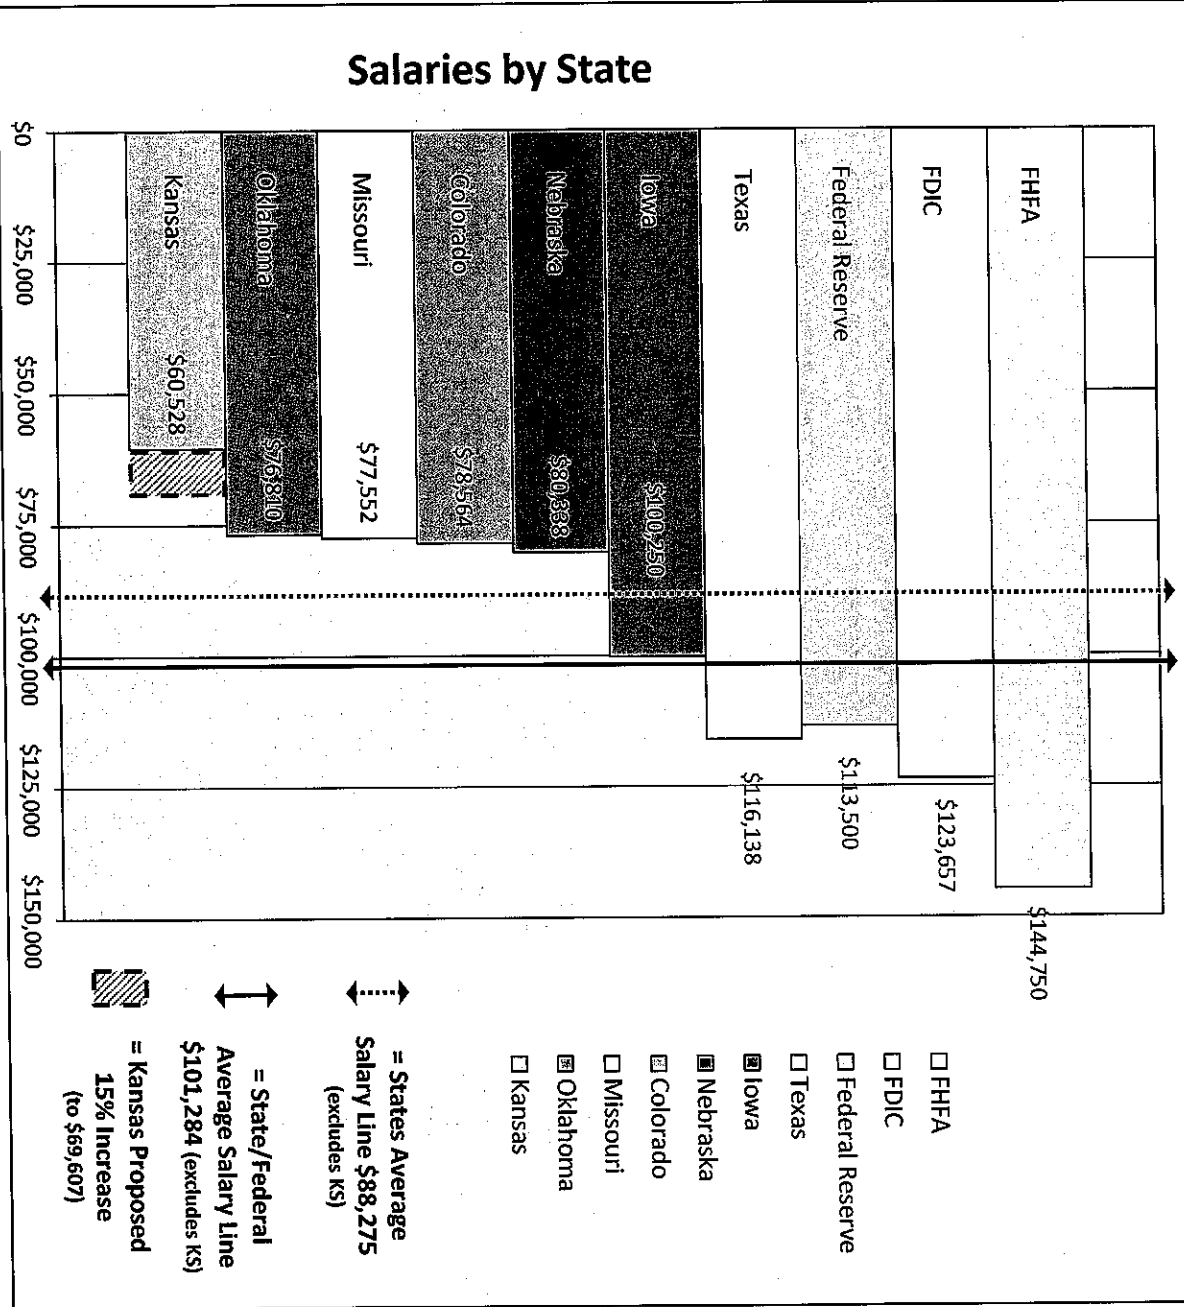 Salaries by State
FHFA
$144,750
FDIC
$123,657
Federal Reserve
$113,500
Texas
$116,138
Iowa
$100,250
Nebraska
$80,338
Colorado
$78,564
Missouri
$77,552
Oklahoma
$76,810
Kansas
$60,528
$0
$25,000
$50,000
$75,000
$100,000
$125,000
$150,000
FHFA
FDIC
Federal Reserve
Texas
Iowa
Nebraska
Colorado
Missouri
Oklahoma
Kansas
= States Average
Salary Line $88,275
(excludes KS)
= State/Federal
Average Salary Line
$101,284 (excludes KS)
= Kansas Proposed
15% Increase
(to $69,607)